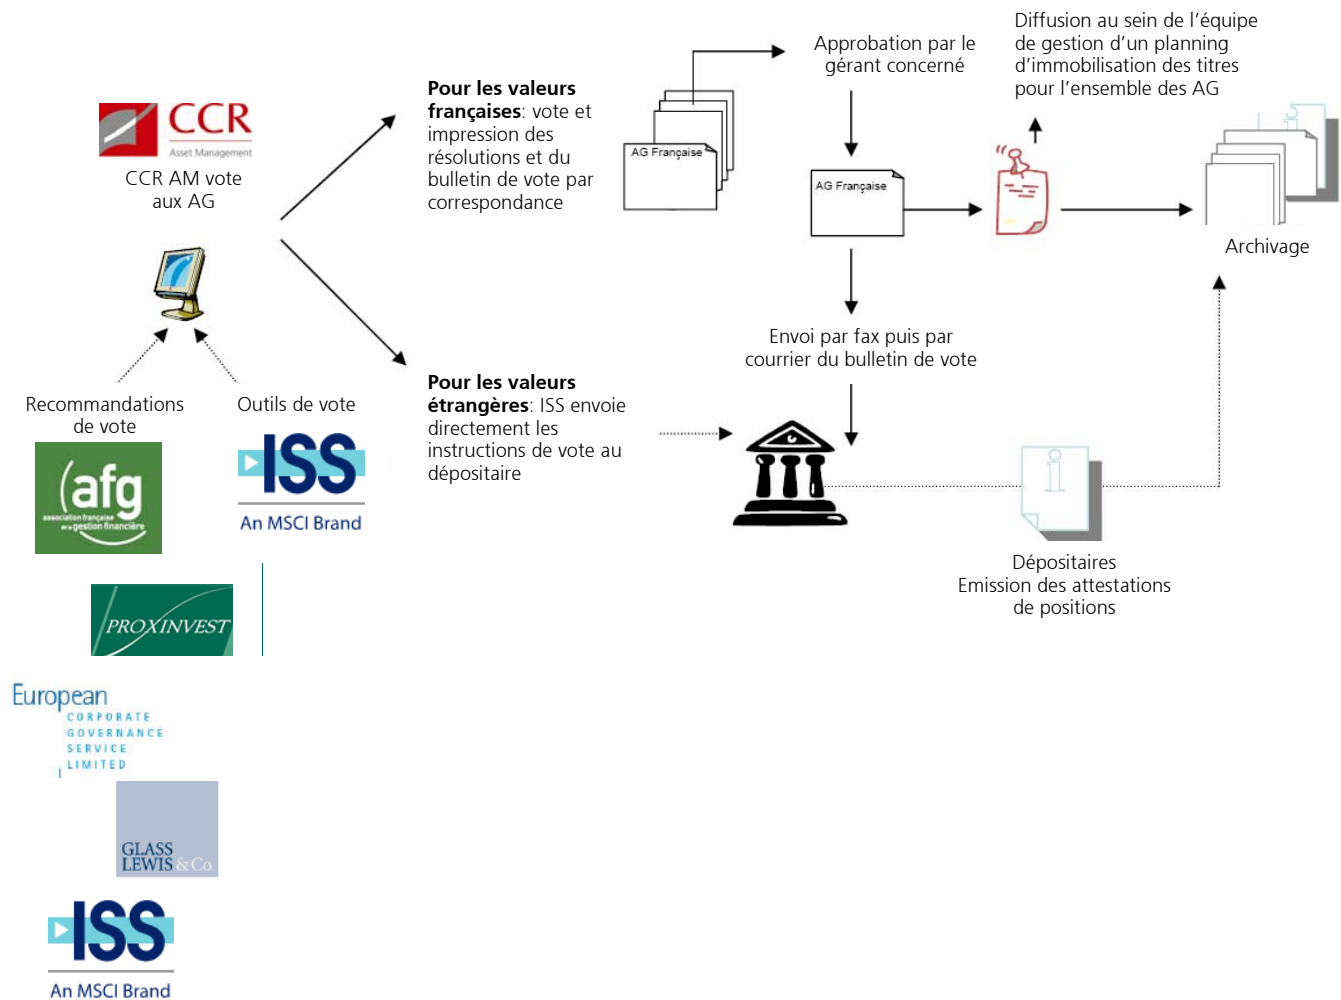 CCR
Asset Management
CCR AM vote
aux AG
Recommandations
de vote
(afg
association française
de la gestion financière
Outils de vote
ISS
An MSCI Brand
PROXINVEST
European
CORPORATE
GOVERNANCE
SERVICE
LIMITED
GLASS
LEWIS & Co
ISS
An MSCI Brand
Pour les valeurs
françaises: vote et
impression des
résolutions et du
bulletin de vote par
correspondance
Pour les valeurs
étrangères: ISS envoie
directement les
instructions de vote au
dépositaire
AG Française
Approbation par le
gérant concerné
AG Française
Envoi par fax puis par
courrier du bulletin de vote
Diffusion au sein de l’équipe
de gestion d’un planning
d’immobilisation des titres
pour l’ensemble des AG
Archivage
Dépositaires
Emission des attestations
de positions